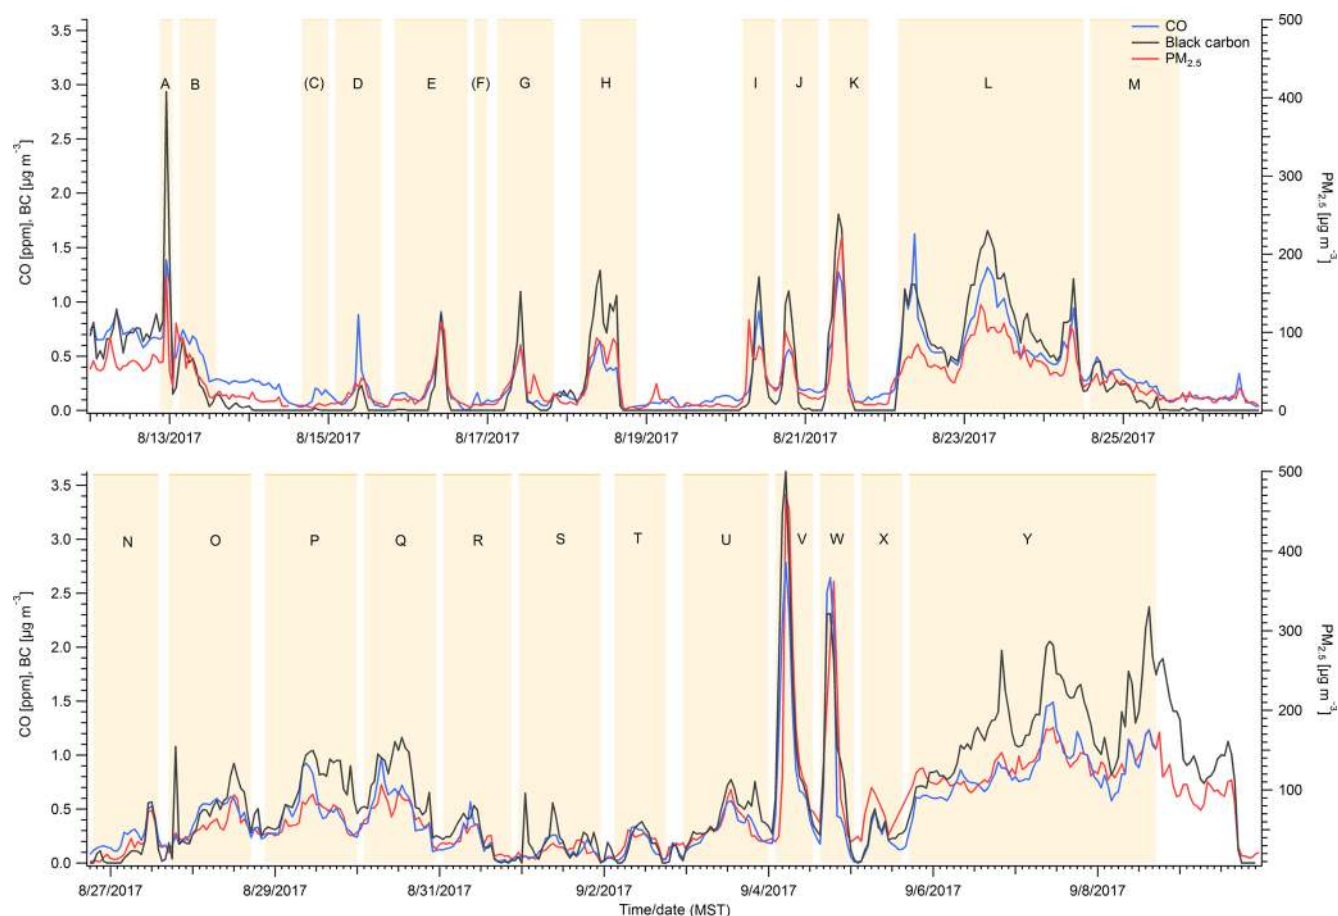 CO
Black carbon
PM2.5
A B (C) D E (F) G H I J K L M
3.5
3.0
2.5
2.0
1.5
1.0
0.5
0.0
CO [ppm], BC [µg m-3]
500
400
300
200
100
0
PM2.5 [µg m-3]
8/13/2017 8/15/2017 8/17/2017 8/19/2017 8/21/2017 8/23/2017 8/25/2017
N O P Q R S T U V W X Y
3.5
3.0
2.5
2.0
1.5
1.0
0.5
0.0
CO [ppm], BC [µg m-3]
500
400
300
200
100
0
PM2.5 [µg m-3]
8/27/2017 8/29/2017 8/31/2017 9/2/2017 9/4/2017 9/6/2017 9/8/2017
Time/date (MST)